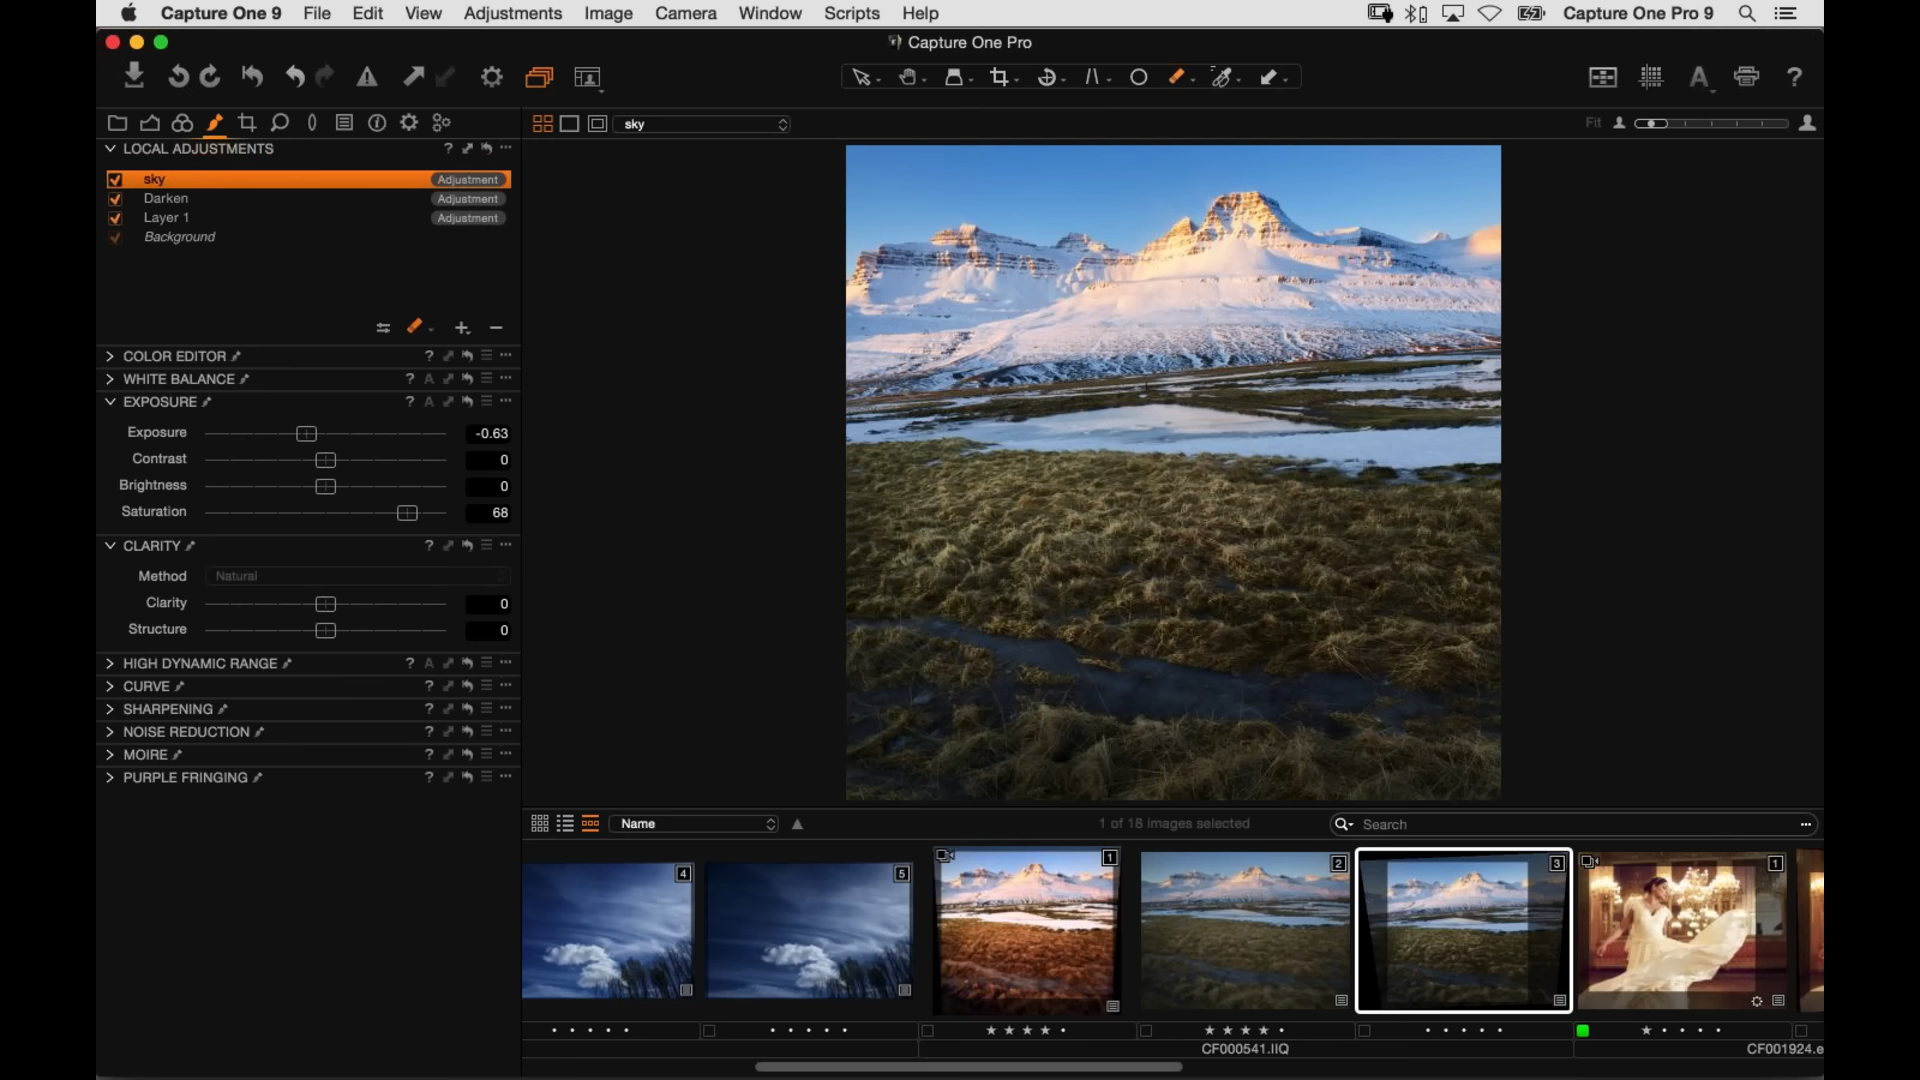 Capture One 9 File Edit View Adjustments Image Camera Window Scripts Help Capture One Pro 9
Capture One Pro
A ?
sky Fit
LOCAL ADJUSTMENTS ?
sky Adjustment
Darken Adjustment
Layer 1 Adjustment
Background
COLOR EDITOR ?
WHITE BALANCE ? A
EXPOSURE ? A
Exposure -0.63
Contrast 0
Brightness 0
Saturation 68
CLARITY ?
Method Natural
Clarity 0
Structure 0
HIGH DYNAMIC RANGE ? A
CURVE ?
SHARPENING ?
NOISE REDUCTION ?
MOIRE ?
PURPLE FRINGING ?
Name 1 of 18 images selected Search
4 5 1 2 3 1
CF000541.IIQ CF001924.e